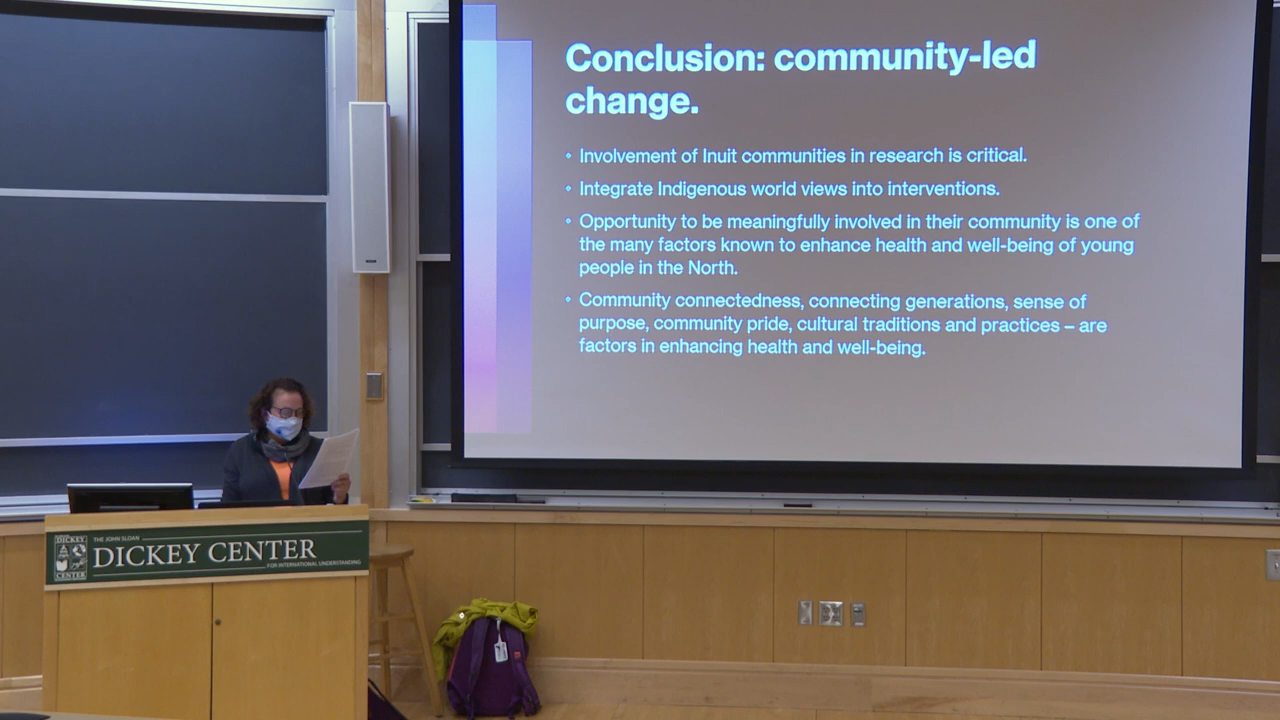 Conclusion: community-led
change.
• Involvement of Inuit communities in research is critical.
• Integrate Indigenous world views into interventions.
• Opportunity to be meaningfully involved in their community is one of
the many factors known to enhance health and well-being of young
people in the North.
• Community connectedness, connecting generations, sense of
purpose, community pride, cultural traditions and practices – are
factors in enhancing health and well-being.
DICKEY
CENTER
THE JOHN SLOAN
DICKEY CENTER
FOR INTERNATIONAL UNDERSTANDING